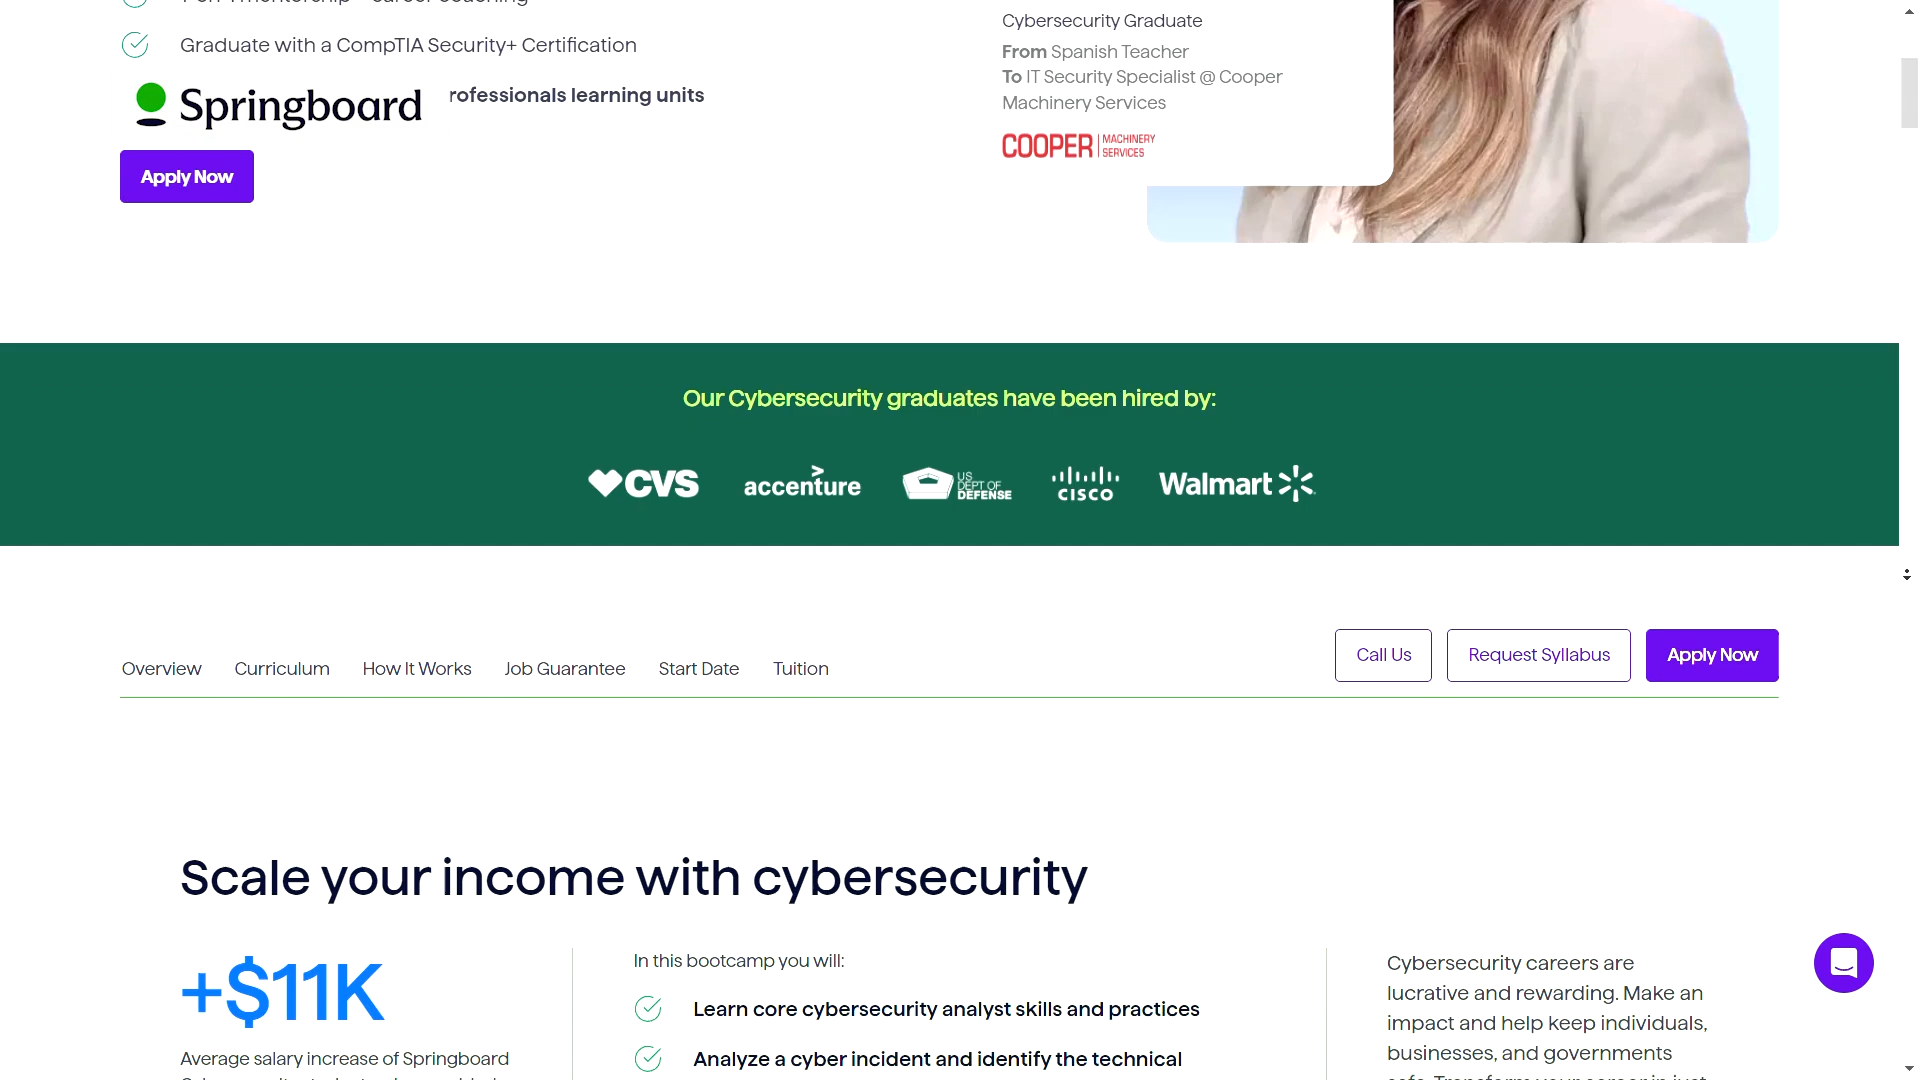 Graduate with a CompTIA Security+ Certification
Springboard
rofessionals learning units
Apply Now
Cybersecurity Graduate
From Spanish Teacher
To IT Security Specialist @ Cooper
Machinery Services
COOPER MACHINERY SERVICES
Our Cybersecurity graduates have been hired by:
CVS
accenture
US DEPT OF DEFENSE
CISCO
Walmart
Overview
Curriculum
How It Works
Job Guarantee
Start Date
Tuition
Call Us
Request Syllabus
Apply Now
Scale your income with cybersecurity
+$11K
Average salary increase of Springboard
In this bootcamp you will:
Learn core cybersecurity analyst skills and practices
Analyze a cyber incident and identify the technical
Cybersecurity careers are
lucrative and rewarding. Make an
impact and help keep individuals,
businesses, and governments